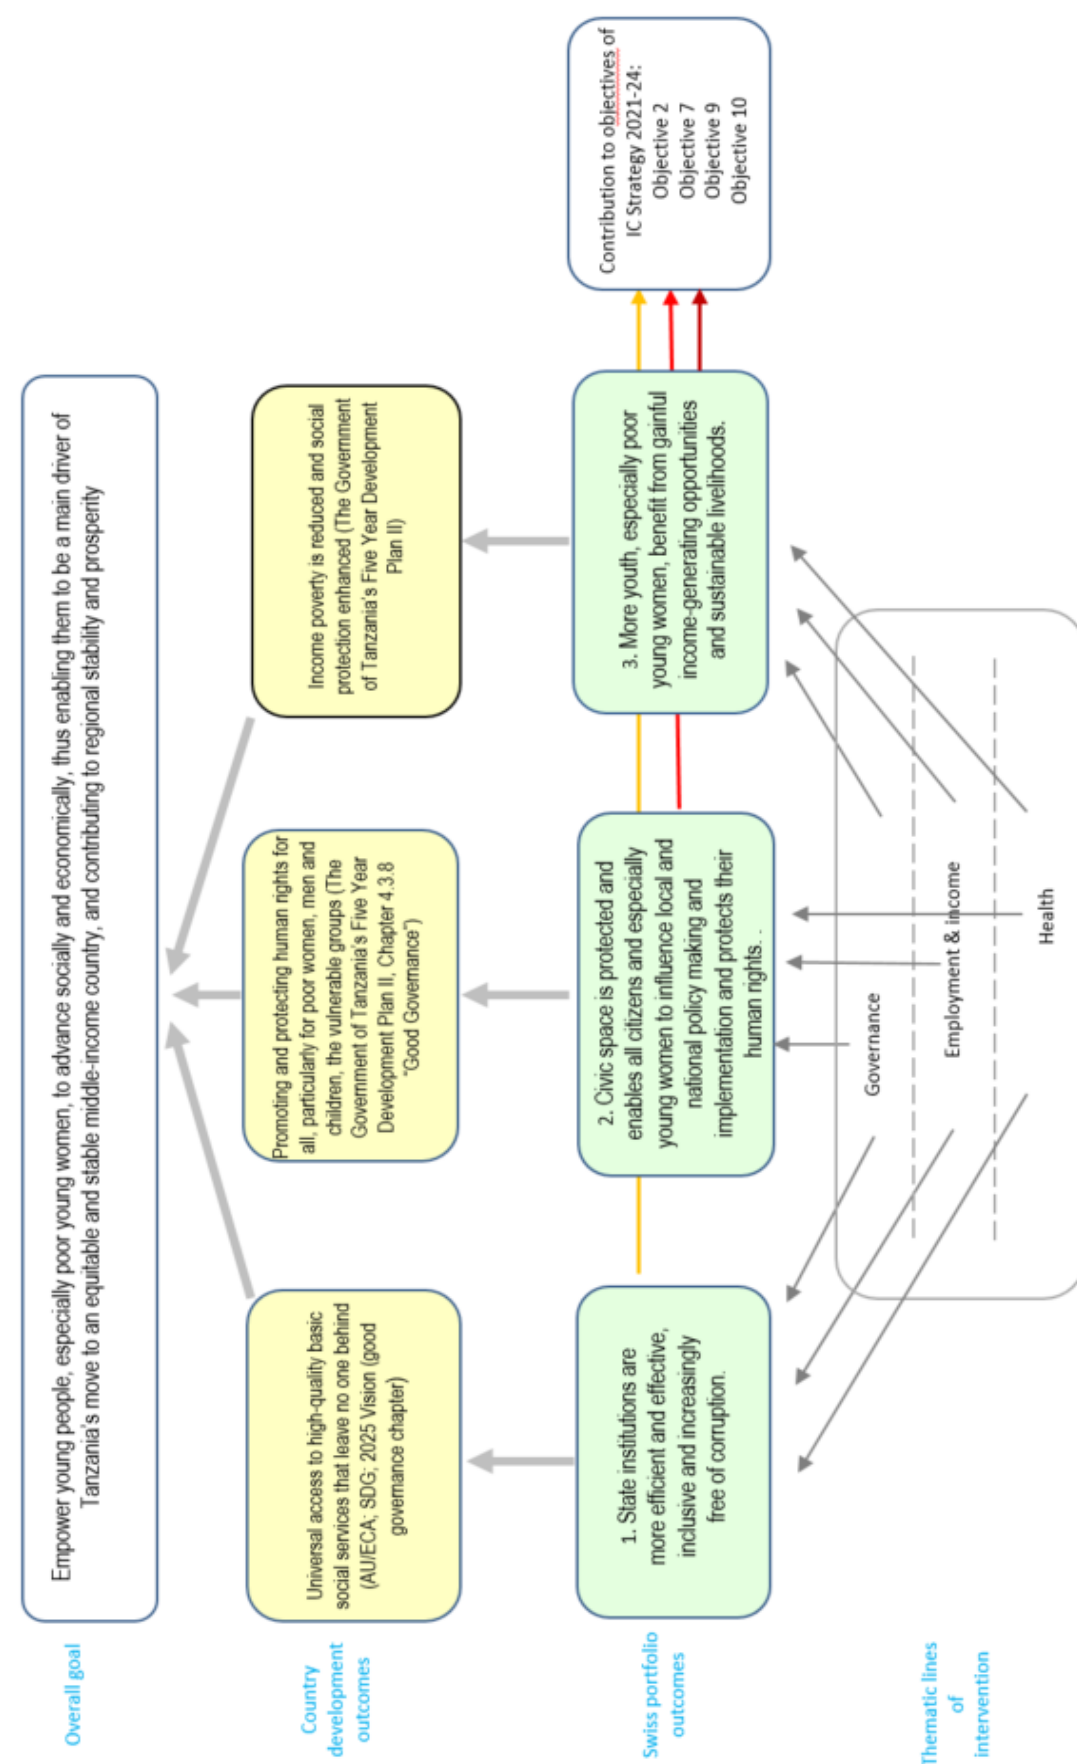 Overall goal
Empower young people, especially poor young women, to advance socially and economically, thus enabling them to be a main driver of
Tanzania's move to an equitable and stable middle-income country, and contributing to regional stability and prosperity
Country
development
outcomes
Universal access to high-quality basic
social services that leave no one behind
(AU/ECA; SDG; 2025 Vision (good
governance chapter)
Promoting and protecting human rights for
all, particularly for poor women, men and
children, the vulnerable groups (The
Government of Tanzania's Five Year
Development Plan II, Chapter 4.3.8
"Good Governance")
Income poverty is reduced and social
protection enhanced (The Government
of Tanzania's Five Year Development
Plan II)
Swiss portfolio
outcomes
1. State institutions are
more efficient and effective,
inclusive and increasingly
free of corruption.
2. Civic space is protected and
enables all citizens and especially
young women to influence local and
national policy making and
implementation and protects their
human rights. .
3. More youth, especially poor
young women, benefit from gainful
income-generating opportunities
and sustainable livelihoods.
Contribution to objectives of
IC Strategy 2021-24:
Objective 2
Objective 7
Objective 9
Objective 10
Thematic lines
of
intervention
Governance
Employment & income
Health